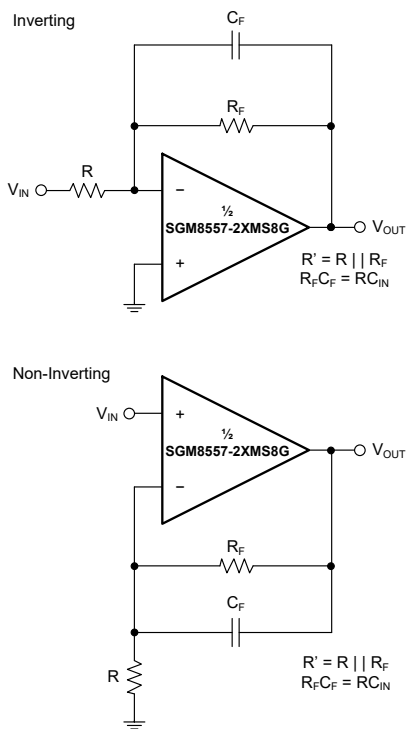 Inverting
C_F
R_F
R
V_IN
−
½
SGM8557-2XMS8G
V_OUT
+
R' = R || R_F
R_FC_F = RC_IN
Non-Inverting
V_IN
+
½
SGM8557-2XMS8G
V_OUT
−
R_F
C_F
R
R' = R || R_F
R_FC_F = RC_IN